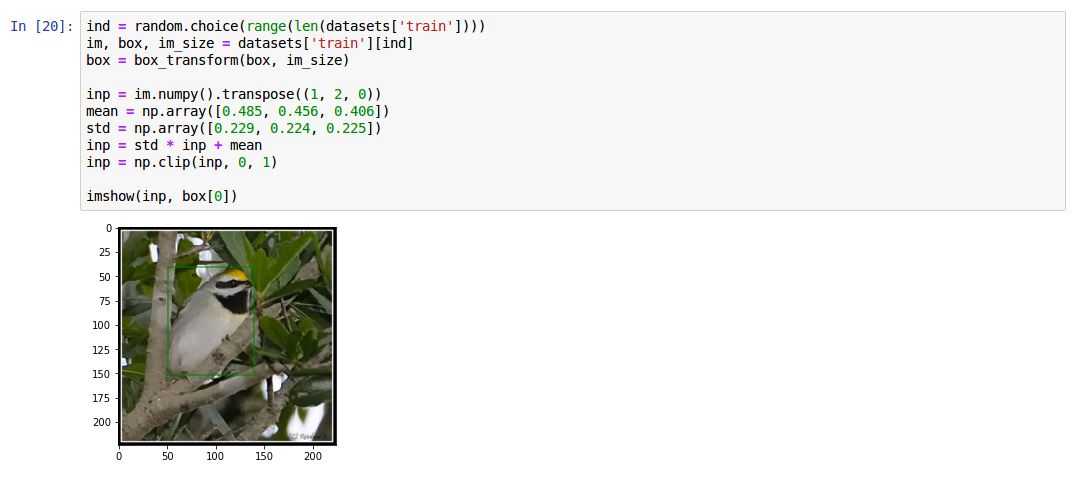 In [20]:
ind = random.choice(range(len(datasets['train'])))
im, box, im_size = datasets['train'][ind]
box = box_transform(box, im_size)
inp = im.numpy().transpose((1, 2, 0))
mean = np.array([0.485, 0.456, 0.406])
std = np.array([0.229, 0.224, 0.225])
inp = std * inp + mean
inp = np.clip(inp, 0, 1)
imshow(inp, box[0])
0
25
50
75
100
125
150
175
200
0 50 100 150 200